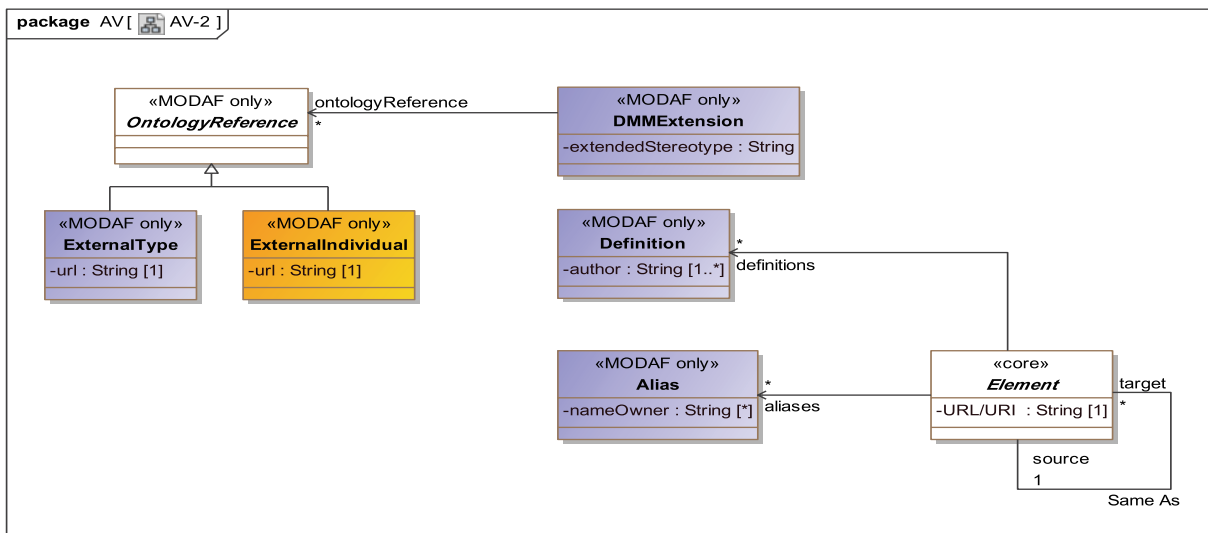 package AV [ AV-2 ]
«MODAF only»
OntologyReference
ontologyReference
*
«MODAF only»
DMMExtension
-extendedStereotype : String
«MODAF only»
ExternalType
-url : String [1]
«MODAF only»
ExternalIndividual
-url : String [1]
«MODAF only»
Definition
-author : String [1..*]
*
definitions
«MODAF only»
Alias
-nameOwner : String [*]
*
aliases
«core»
Element
-URL/URI : String [1]
target
*
source
1
Same As